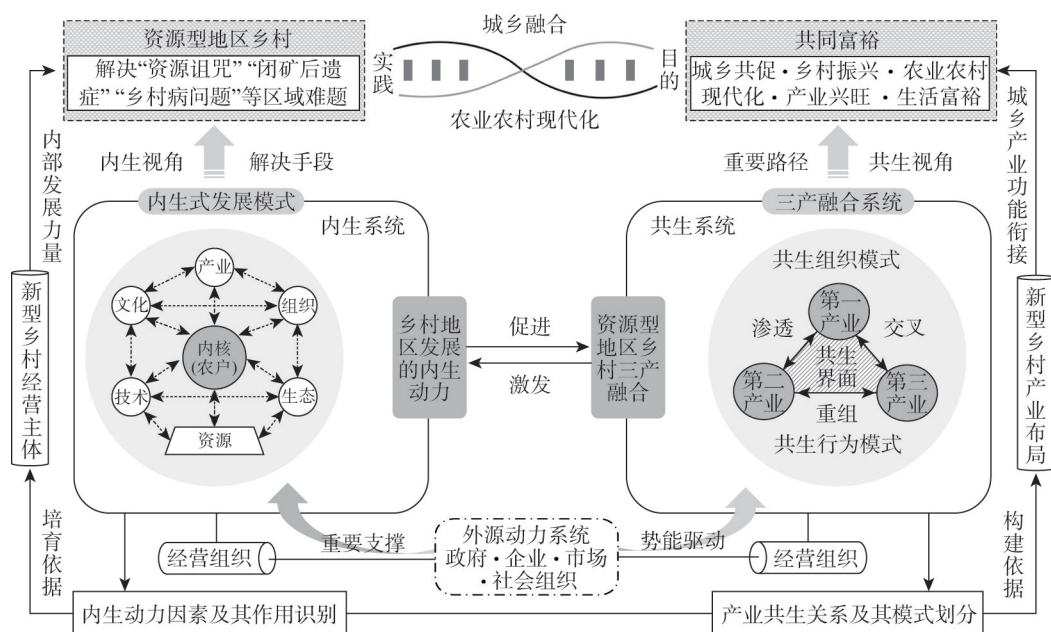 资源型地区乡村
解决“资源诅咒”“闭矿后遗
症”“乡村病问题”等区域难题
实践
城乡融合
农业农村现代化
目的
共同富裕
城乡共促·乡村振兴·农业农村
现代化·产业兴旺·生活富裕
内部发展力量
内生视角
解决手段
重要路径
共生视角
城乡产业功能衔接
内生式发展模式
内生系统
产业
文化
组织
内核
(农户)
技术
生态
资源
乡村地
区发展
的内生
动力
促进
激发
资源型
地区乡
村三产
融合
三产融合系统
共生系统
共生组织模式
第一
产业
渗透
交叉
共生
界面
第二
产业
第三
产业
重组
共生行为模式
新型乡村经营主体
新型乡村产业布局
培育依据
经营组织
重要支撑
外源动力系统
政府·企业·市场
·社会组织
势能驱动
经营组织
构建依据
内生动力因素及其作用识别
产业共生关系及其模式划分